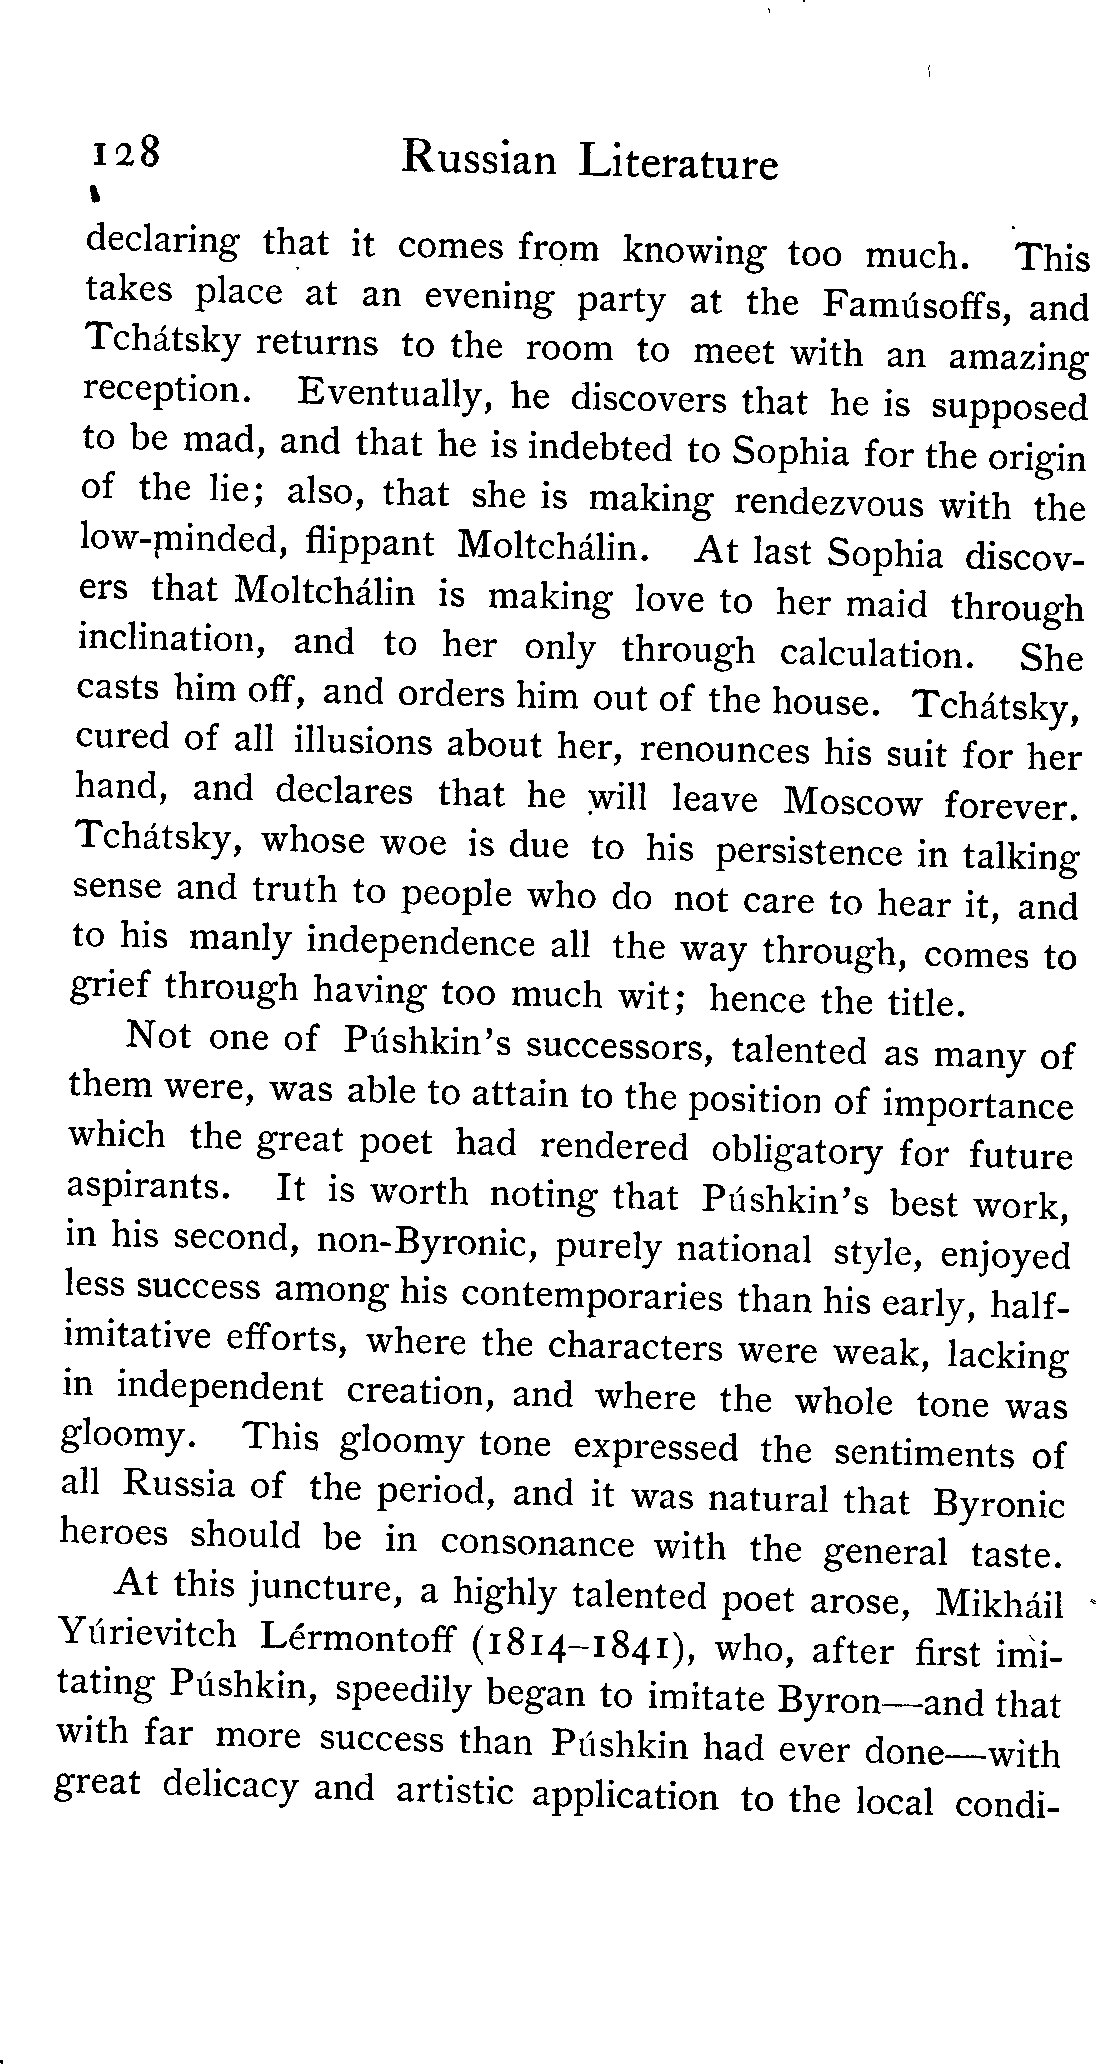 128 Russian Literature
declaring that it comes from knowing too much. This
takes place at an evening party at the Famúsoffs, and
Tchátsky returns to the room to meet with an amazing
reception. Eventually, he discovers that he is supposed
to be mad, and that he is indebted to Sophia for the origin
of the lie; also, that she is making rendezvous with the
low-minded, flippant Moltchálin. At last Sophia discov-
ers that Moltchálin is making love to her maid through
inclination, and to her only through calculation. She
casts him off, and orders him out of the house. Tchátsky,
cured of all illusions about her, renounces his suit for her
hand, and declares that he will leave Moscow forever.
Tchátsky, whose woe is due to his persistence in talking
sense and truth to people who do not care to hear it, and
to his manly independence all the way through, comes to
grief through having too much wit; hence the title.
Not one of Púshkin's successors, talented as many of
them were, was able to attain to the position of importance
which the great poet had rendered obligatory for future
aspirants. It is worth noting that Púshkin's best work,
in his second, non-Byronic, purely national style, enjoyed
less success among his contemporaries than his early, half-
imitative efforts, where the characters were weak, lacking
in independent creation, and where the whole tone was
gloomy. This gloomy tone expressed the sentiments of
all Russia of the period, and it was natural that Byronic
heroes should be in consonance with the general taste.
At this juncture, a highly talented poet arose, Mikháil
Yúrievitch Lérmontoff (1814–1841), who, after first imi-
tating Púshkin, speedily began to imitate Byron—and that
with far more success than Púshkin had ever done—with
great delicacy and artistic application to the local condi-